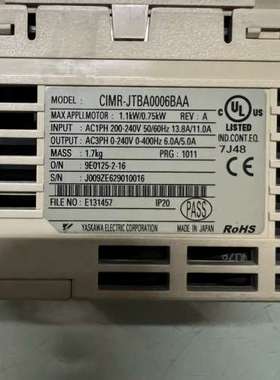 MODEL : CIMR-JTBA0006BAA
MAX APPLI.MOTOR : 1.1kW/0.75kW REV : A
INPUT : AC1PH 200-240V 50/60Hz 13.8A/11.0A
OUTPUT : AC3PH 0-240V 0-400Hz 6.0A/5.0A
MASS : 1.7kg PRG : 1011
O/N : 9E0125-2-16
S/N : J009ZE629010016
FILE NO : E131457 IP20
PASS
YASKAWA ELECTRIC CORPORATION MADE IN JAPAN
C UL US
LISTED
IND.CONT.EQ.
7J48
RoHS